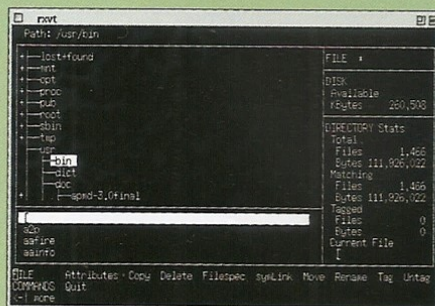 rxvt
Path: /usr/bin
lost+found
mnt
opt
proc
pub
root
sbin
tmp
usr
bin
dict
doc
apmd-3.0final
[
a2p
aafire
aainfo
FILE *
DISK
Available
KBytes 260,508
DIRECTORY Stats
Total
Files 1,466
Bytes 111,926,022
Matching
Files 1,466
Bytes 111,926,022
Tagged
Files 0
Bytes 0
Current File
[
FILE Attributes Copy Delete Filespec symLink Move Rename Tag Untag
COMMANDS Quit
<-| more